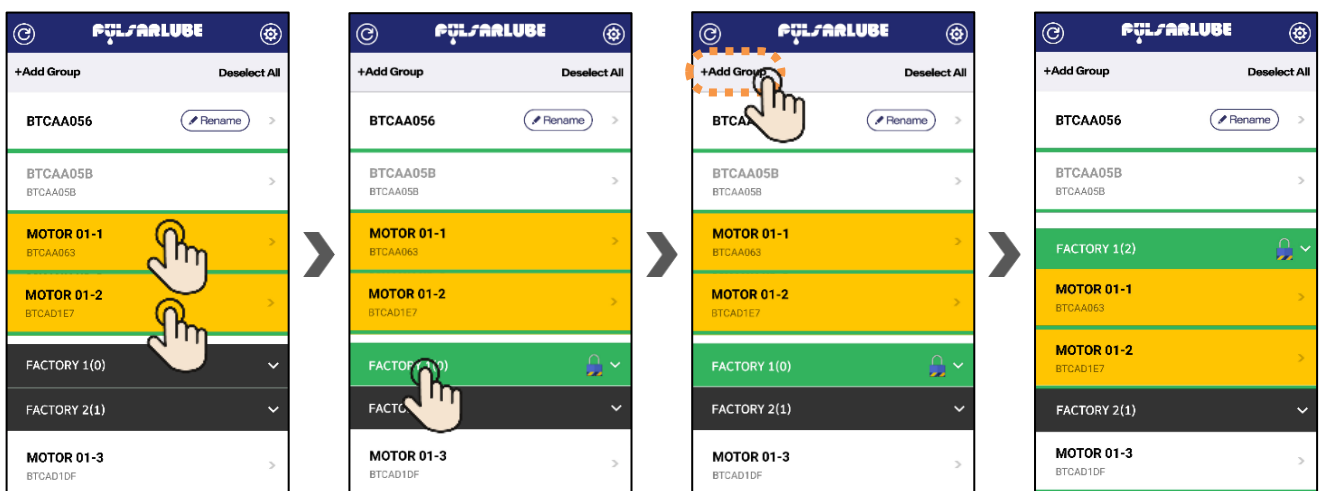 PULSARLUBE
+Add Group Deselect All
BTCAA056 Rename
BTCAA05B
BTCAA05B
MOTOR 01-1
BTCAA063
MOTOR 01-2
BTCAD1E7
FACTORY 1(0)
FACTORY 2(1)
MOTOR 01-3
BTCAD1DF
PULSARLUBE
+Add Group Deselect All
BTCAA056 Rename
BTCAA05B
BTCAA05B
MOTOR 01-1
BTCAA063
MOTOR 01-2
BTCAD1E7
FACTORY 1(0)
MOTOR 01-3
BTCAD1DF
PULSARLUBE
+Add Group Deselect All
Rename
BTCAA05B
BTCAA05B
MOTOR 01-1
BTCAA063
MOTOR 01-2
BTCAD1E7
FACTORY 1(0)
FACTORY 2(1)
MOTOR 01-3
BTCAD1DF
PULSARLUBE
+Add Group Deselect All
BTCAA056 Rename
BTCAA05B
BTCAA05B
FACTORY 1(2)
MOTOR 01-1
BTCAA063
MOTOR 01-2
BTCAD1E7
FACTORY 2(1)
MOTOR 01-3
BTCAD1DF